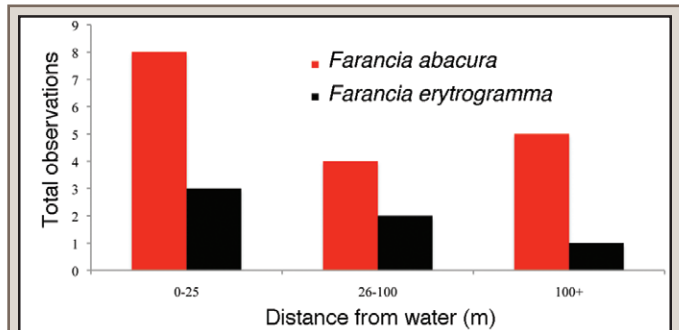 9
8
7
6
5
4
3
2
1
0
Total observations
Farancia abacura
Farancia erytrogramma
0-25 26-100 100+
Distance from water (m)